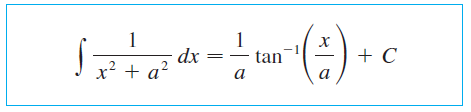 ∫ 1/(x² + a²) dx = 1/a tan⁻¹(x/a) + C